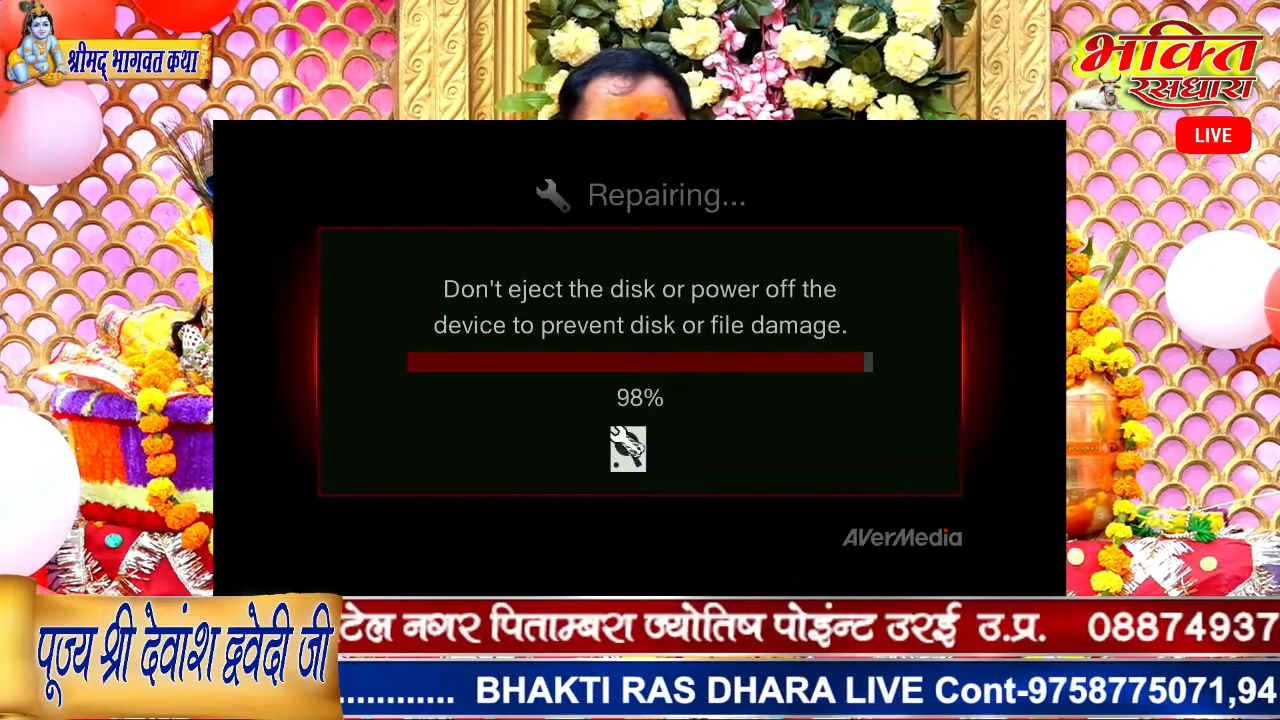 श्रीमद् भागवत कथा
भक्ति
रसधारा
LIVE
Repairing...
Don't eject the disk or power off the
device to prevent disk or file damage.
98%
AVerMedia
पूज्य श्री देवांश द्ववेदी जी
टेल नगर पिताम्बरा ज्योतिष पोइंन्ट उरई उ.प्र. 08874937
............ BHAKTI RAS DHARA LIVE Cont-9758775071,94